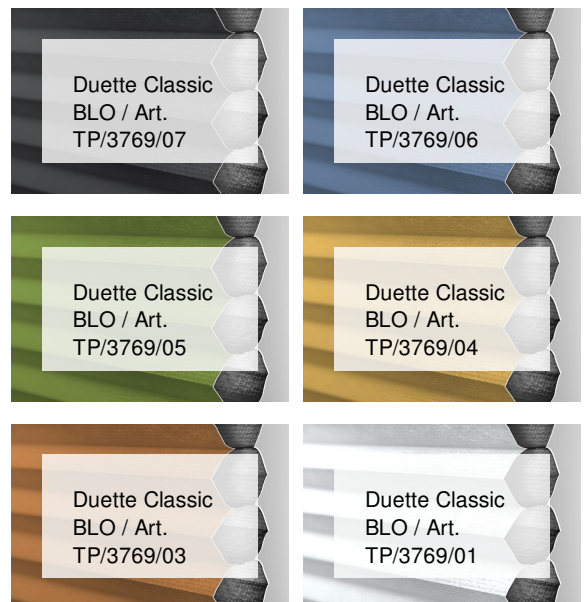 Duette Classic
BLO / Art.
TP/3769/07
Duette Classic
BLO / Art.
TP/3769/06
Duette Classic
BLO / Art.
TP/3769/05
Duette Classic
BLO / Art.
TP/3769/04
Duette Classic
BLO / Art.
TP/3769/03
Duette Classic
BLO / Art.
TP/3769/01